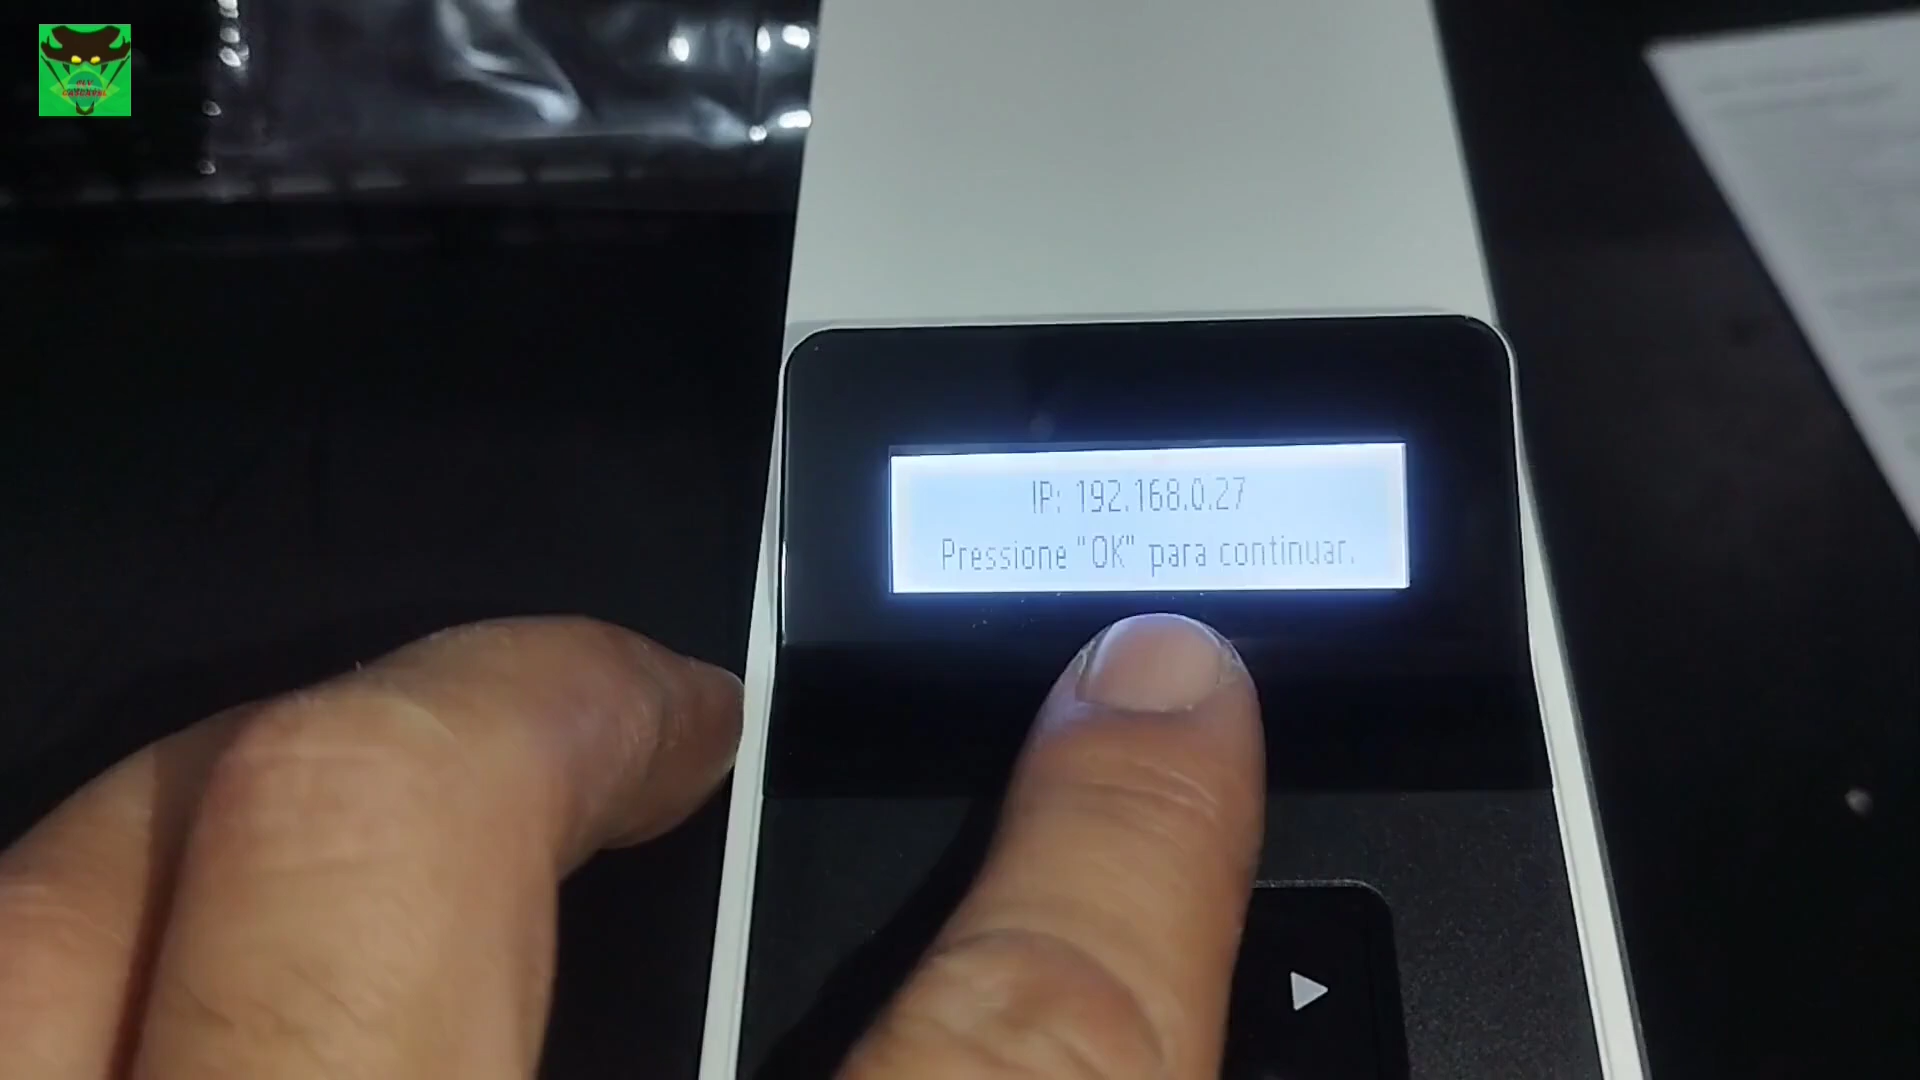 IP: 192.168.0.27
Pressione "OK" para continuar.